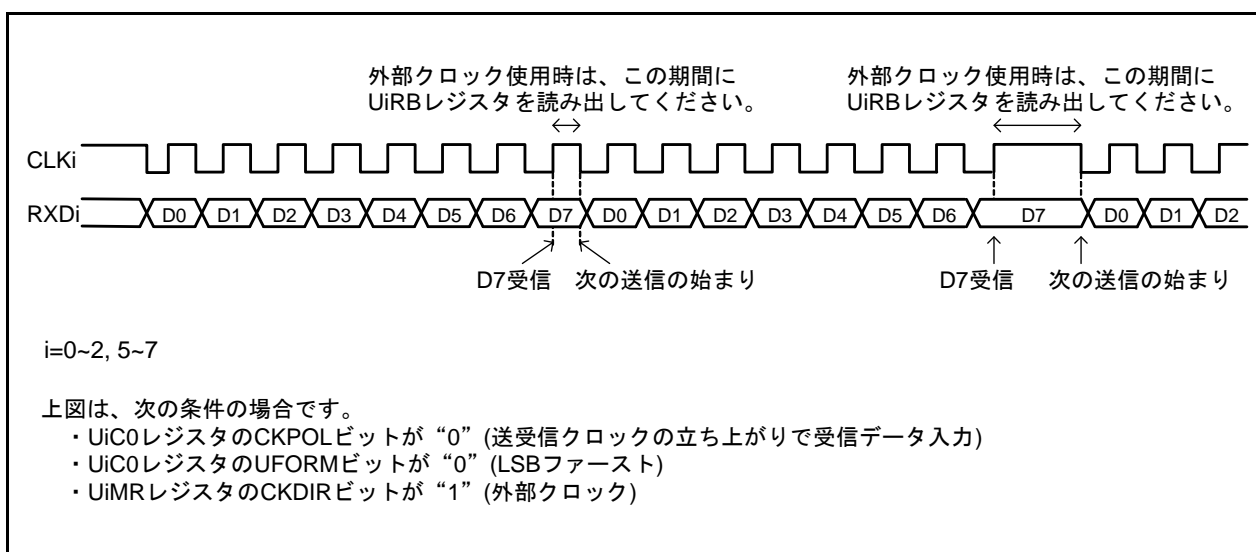 外部クロック使用時は、この期間に
UiRBレジスタを読み出してください。
外部クロック使用時は、この期間に
UiRBレジスタを読み出してください。
CLKi
RXDi D0 D1 D2 D3 D4 D5 D6 D7 D0 D1 D2 D3 D4 D5 D6 D7 D0 D1 D2
D7受信 次の送信の始まり D7受信 次の送信の始まり
i=0~2, 5~7
上図は、次の条件の場合です。
・UiC0レジスタのCKPOLビットが “0” (送受信クロックの立ち上がりで受信データ入力)
・UiC0レジスタのUFORMビットが “0” (LSBファースト)
・UiMRレジスタのCKDIRビットが “1” (外部クロック)